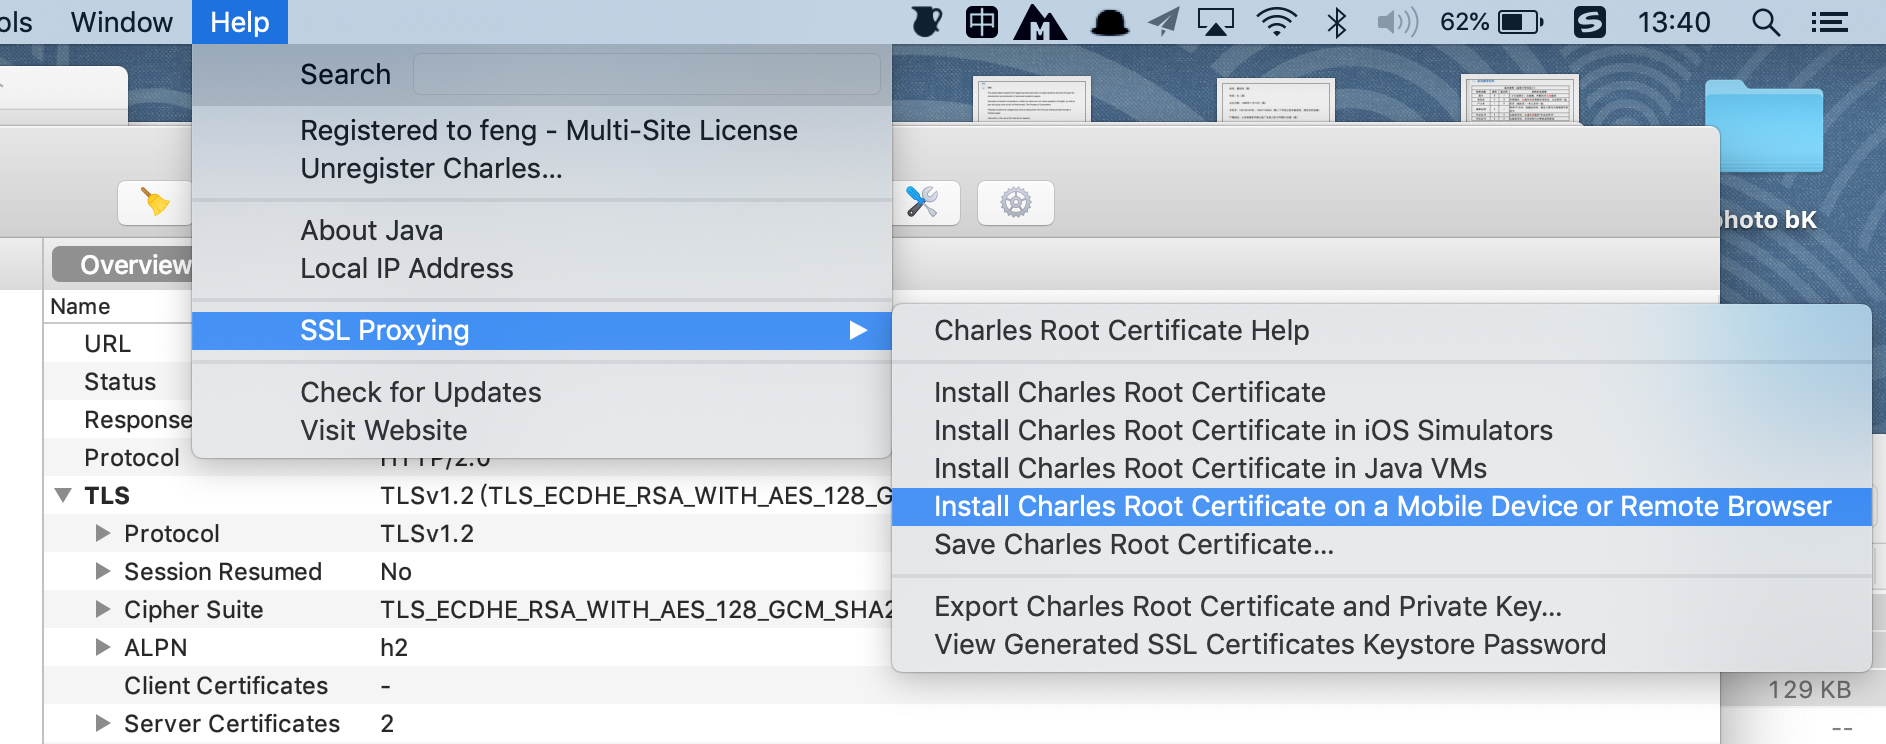 Window Help 中 62% 13:40
Search
Registered to feng - Multi-Site License
Unregister Charles...
About Java
Local IP Address
photo bK
Overview
Name
SSL Proxying
Charles Root Certificate Help
URL
Status
Check for Updates
Install Charles Root Certificate
Response
Visit Website
Install Charles Root Certificate in iOS Simulators
Protocol HTTP/2.0
Install Charles Root Certificate in Java VMs
TLS TLSv1.2 (TLS_ECDHE_RSA_WITH_AES_128_G
Install Charles Root Certificate on a Mobile Device or Remote Browser
Protocol TLSv1.2
Save Charles Root Certificate...
Session Resumed No
Cipher Suite TLS_ECDHE_RSA_WITH_AES_128_GCM_SHA2
Export Charles Root Certificate and Private Key...
ALPN h2
View Generated SSL Certificates Keystore Password
Client Certificates -
129 KB
Server Certificates 2
--